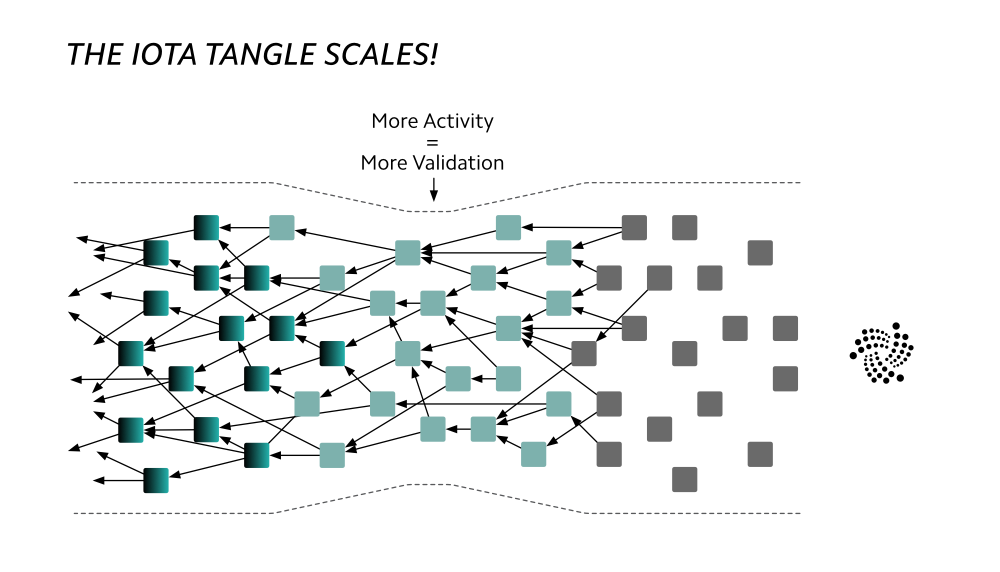 THE IOTA TANGLE SCALES!
More Activity
=
More Validation